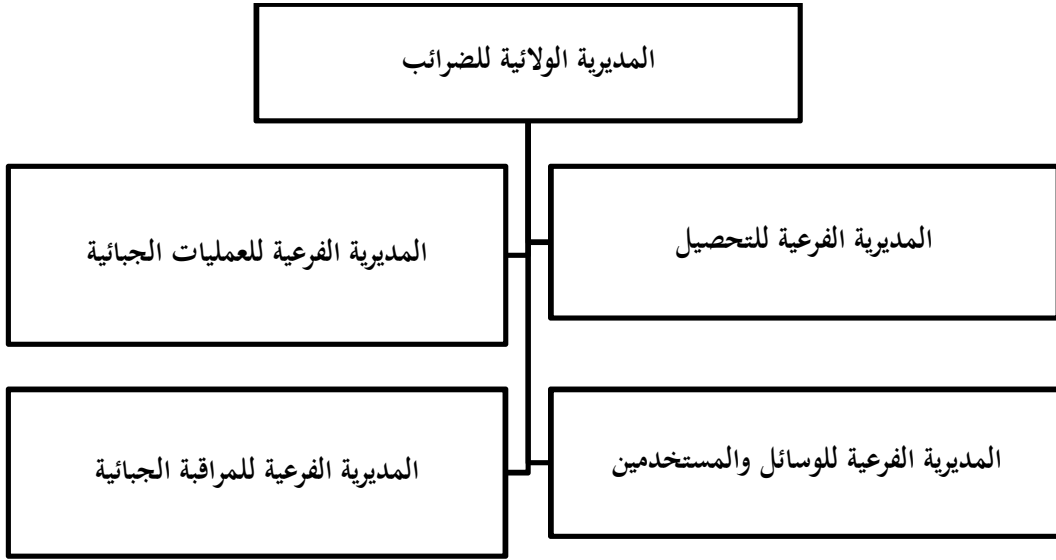 المديرية الولائية للضرائب
المديرية الفرعية للتحصيل
المديرية الفرعية للعمليات الجبائية
المديرية الفرعية للوسائل والمستخدمين
المديرية الفرعية للمراقبة الجبائية